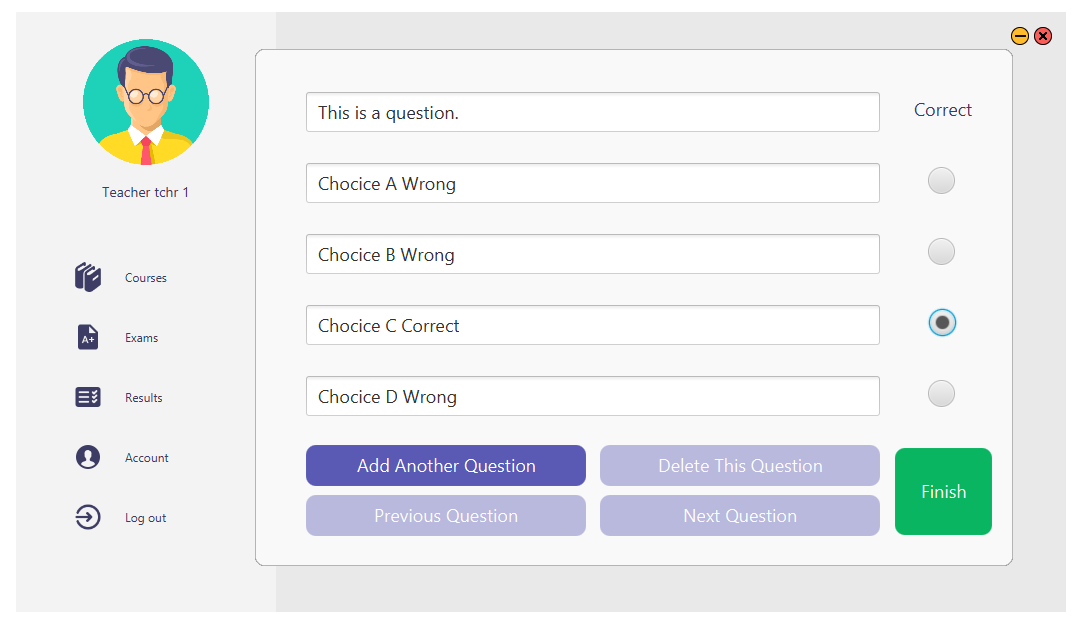 Teacher tchr 1
Courses
A+
Exams
Results
Account
Log out
This is a question.
Correct
Chocice A Wrong
Chocice B Wrong
Chocice C Correct
Chocice D Wrong
Add Another Question
Delete This Question
Previous Question
Next Question
Finish